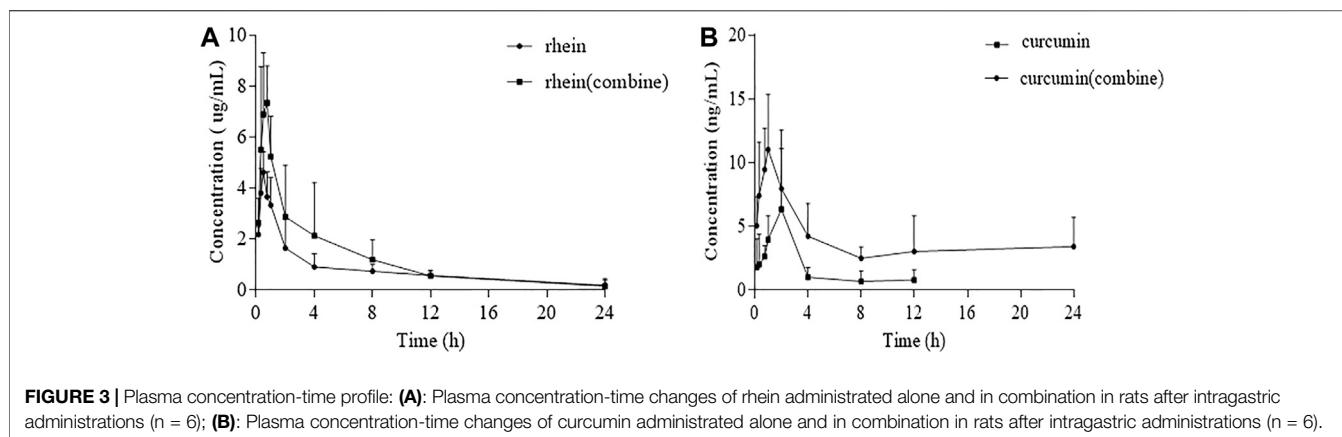 A
10
8
6
4
2
0
Concentration ( ug/mL)
0 4 8 12 16 20 24
Time (h)
rhein
rhein(combine)
B
20
15
10
5
0
Concentration (ng/mL)
0 4 8 12 16 20 24
Time (h)
curcumin
curcumin(combine)
FIGURE 3 | Plasma concentration-time profile: (A): Plasma concentration-time changes of rhein administrated alone and in combination in rats after intragastric
administrations (n = 6); (B): Plasma concentration-time changes of curcumin administrated alone and in combination in rats after intragastric administrations (n = 6).